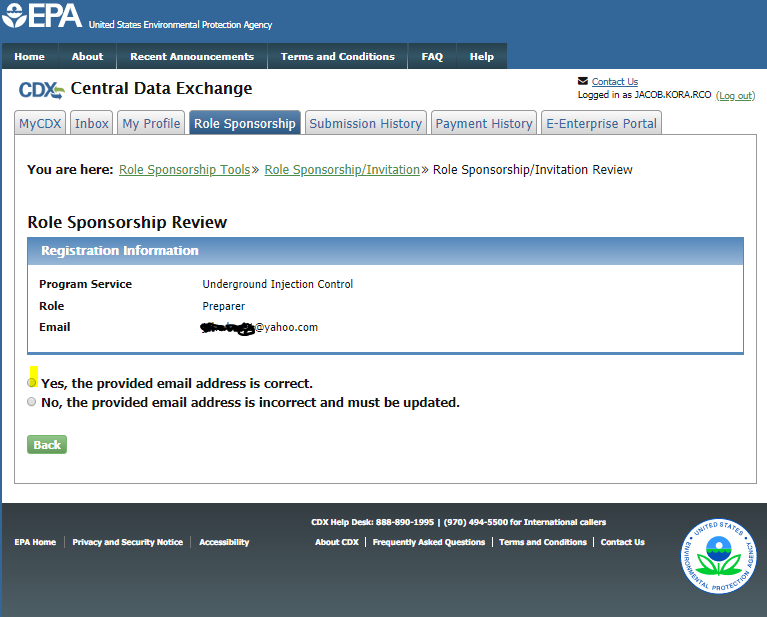 EPA United States Environmental Protection Agency
Home About Recent Announcements Terms and Conditions FAQ Help
CDX Central Data Exchange
Contact Us
Logged in as JACOB.KORA.RCO (Log out)
MyCDX Inbox My Profile Role Sponsorship Submission History Payment History E-Enterprise Portal
You are here: Role Sponsorship Tools» Role Sponsorship/Invitation» Role Sponsorship/Invitation Review
Role Sponsorship Review
Registration Information
Program Service Underground Injection Control
Role Preparer
Email @yahoo.com
Yes, the provided email address is correct.
No, the provided email address is incorrect and must be updated.
Back
CDX Help Desk: 888-890-1995 | (970) 494-5500 for International callers
EPA Home Privacy and Security Notice Accessibility About CDX Frequently Asked Questions Terms and Conditions Contact Us
UNITED STATES
ENVIRONMENTAL PROTECTION AGENCY